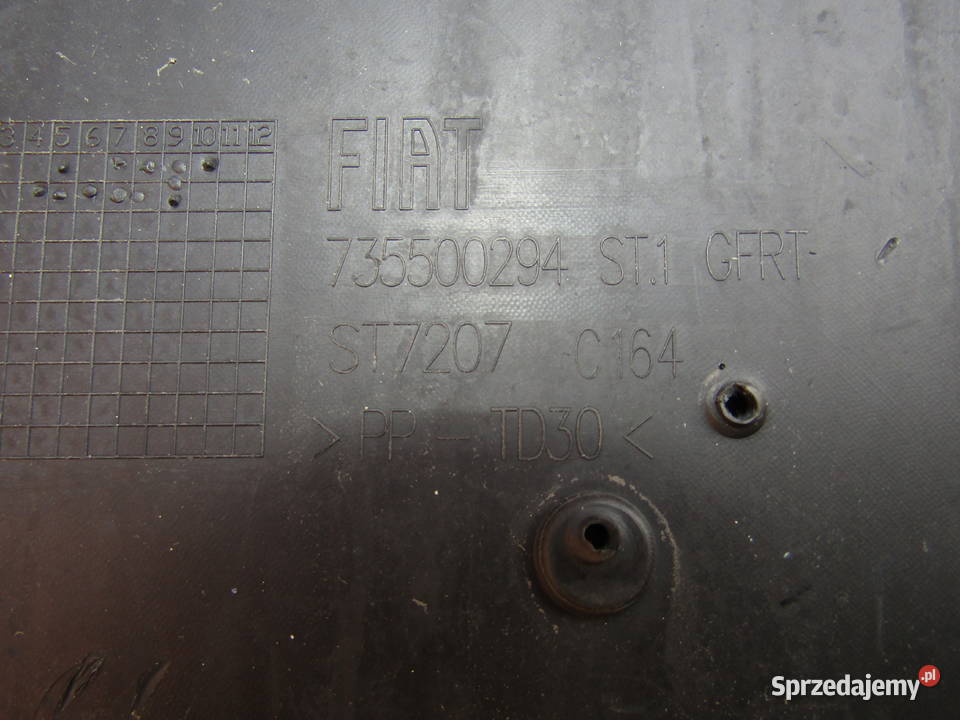 3 4 5 6 7 8 9 10 11 12
FIAT
735500294 ST.1 GFRT
ST7207 C164
>PP-TD30<
Sprzedajemy.pl